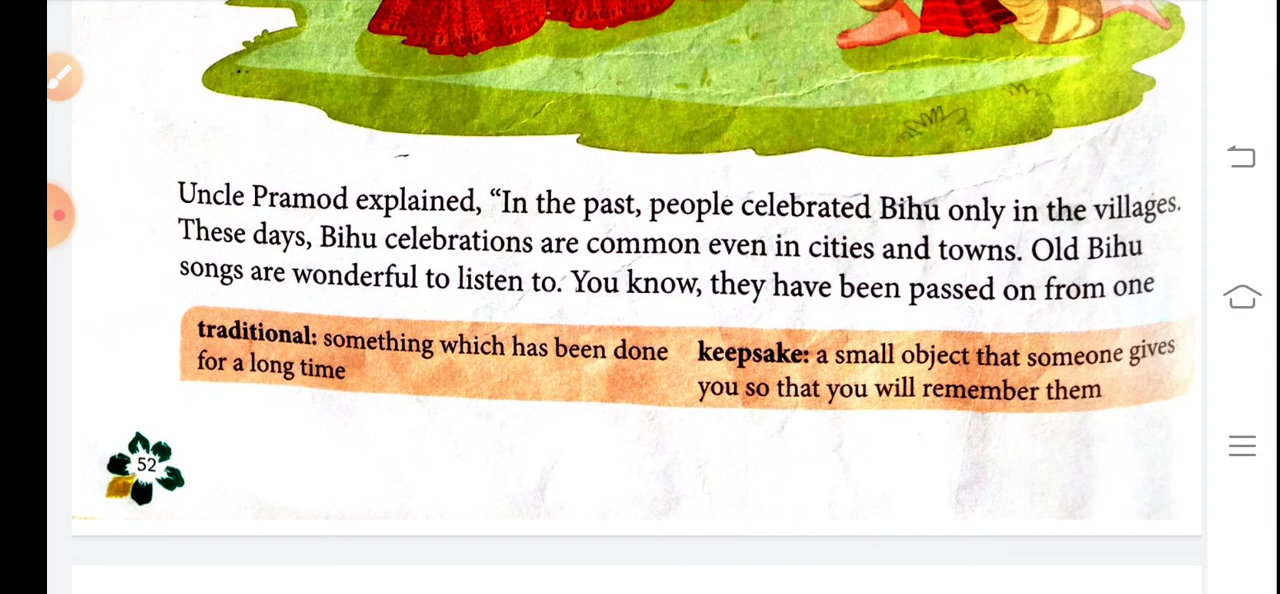 Uncle Pramod explained, “In the past, people celebrated Bihu only in the villages.
These days, Bihu celebrations are common even in cities and towns. Old Bihu
songs are wonderful to listen to. You know, they have been passed on from one
traditional: something which has been done
for a long time
keepsake: a small object that someone gives
you so that you will remember them
52